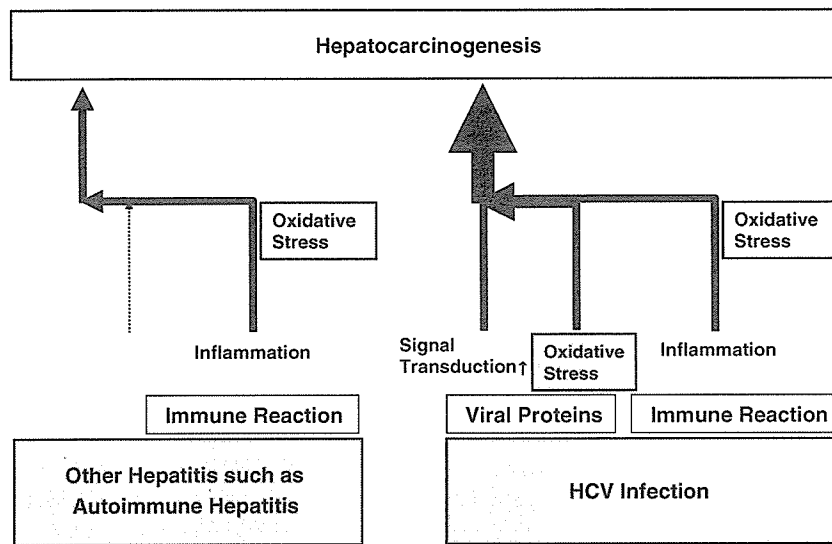 Hepatocarcinogenesis
Oxidative
Stress
Inflammation
Immune Reaction
Other Hepatitis such as
Autoimmune Hepatitis
Oxidative
Stress
Signal
Transduction↑
Oxidative
Stress
Inflammation
Viral Proteins
Immune Reaction
HCV Infection